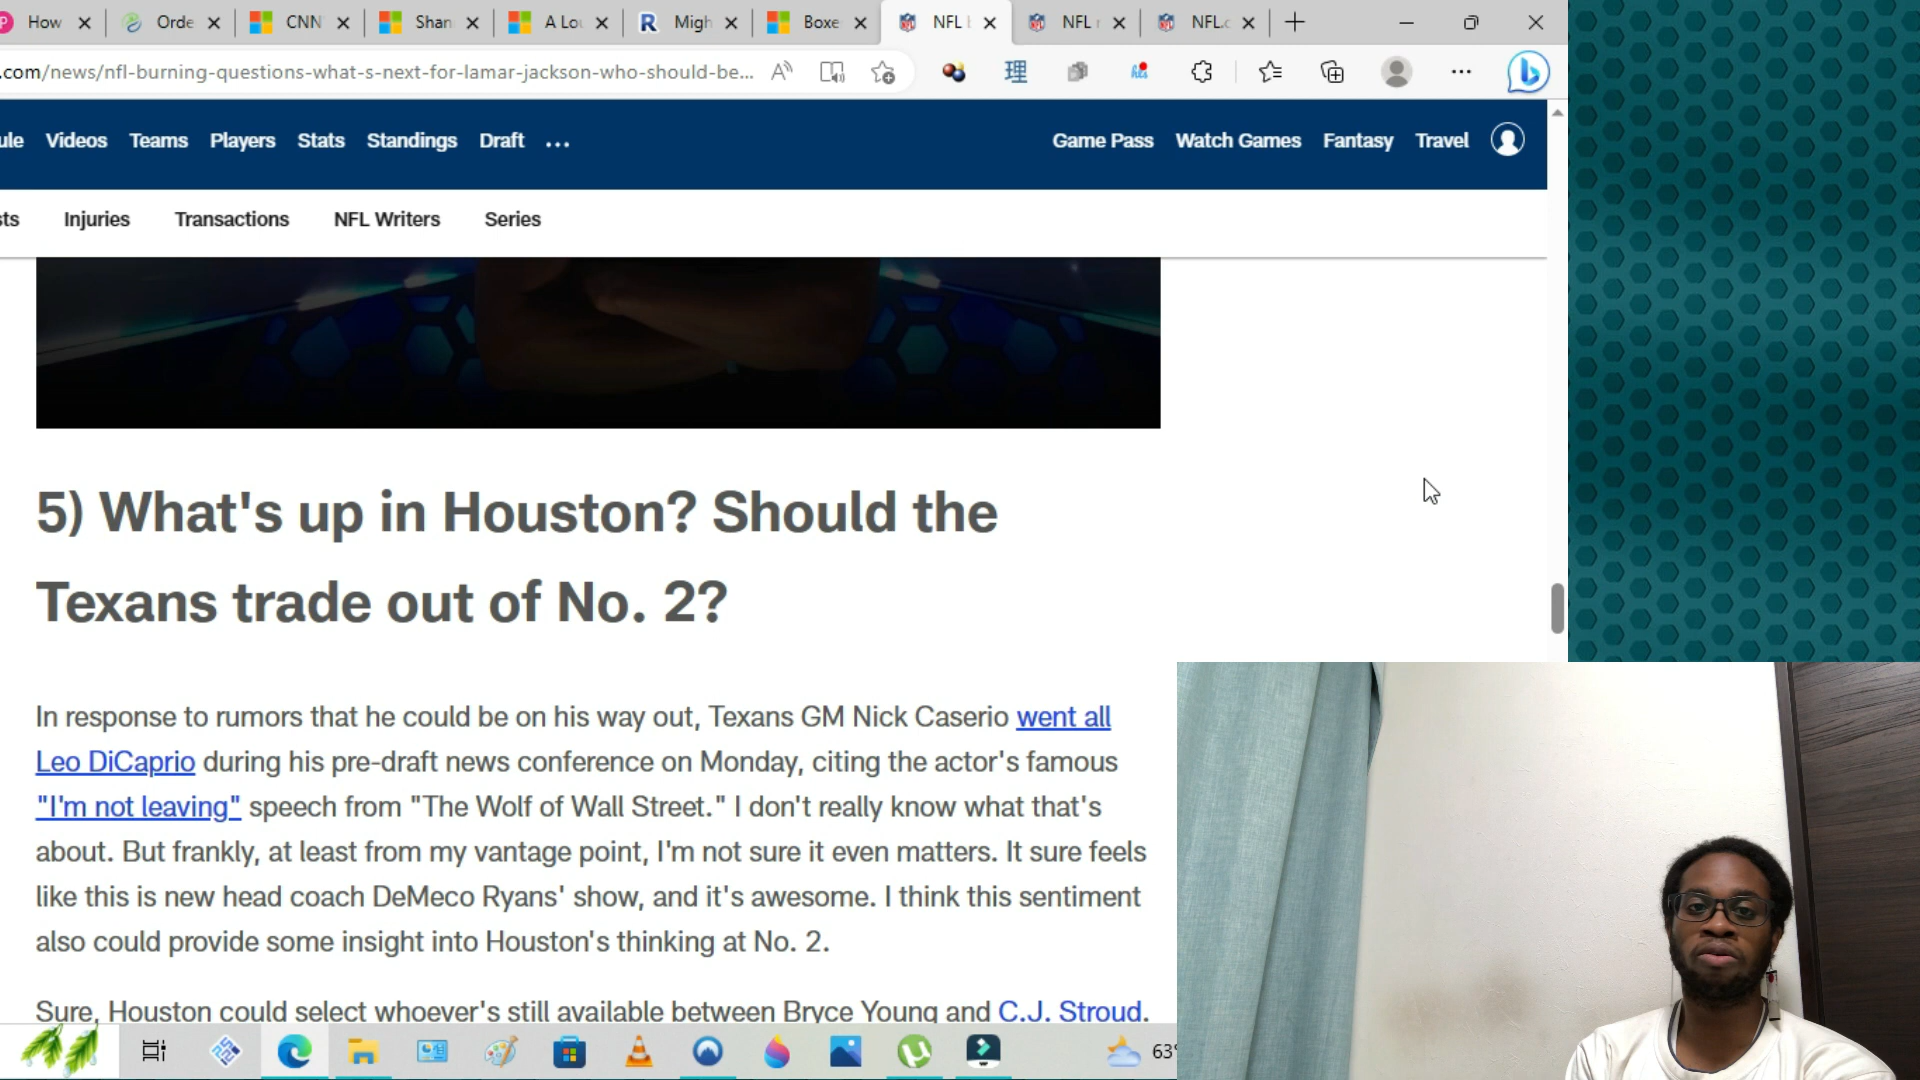 How
Orde
CNN
Shan
A Lo
Migh
Boxe
NFL
NFL
NFL.
.com/news/nfl-burning-questions-what-s-next-for-lamar-jackson-who-should-be...
理
Videos Teams Players Stats Standings Draft ... Game Pass Watch Games Fantasy Travel
Injuries Transactions NFL Writers Series
5) What's up in Houston? Should the
Texans trade out of No. 2?
In response to rumors that he could be on his way out, Texans GM Nick Caserio went all
Leo DiCaprio during his pre-draft news conference on Monday, citing the actor's famous
"I'm not leaving" speech from "The Wolf of Wall Street." I don't really know what that's
about. But frankly, at least from my vantage point, I'm not sure it even matters. It sure feels
like this is new head coach DeMeco Ryans' show, and it's awesome. I think this sentiment
also could provide some insight into Houston's thinking at No. 2.
Sure, Houston could select whoever's still available between Bryce Young and C.J. Stroud.
63°